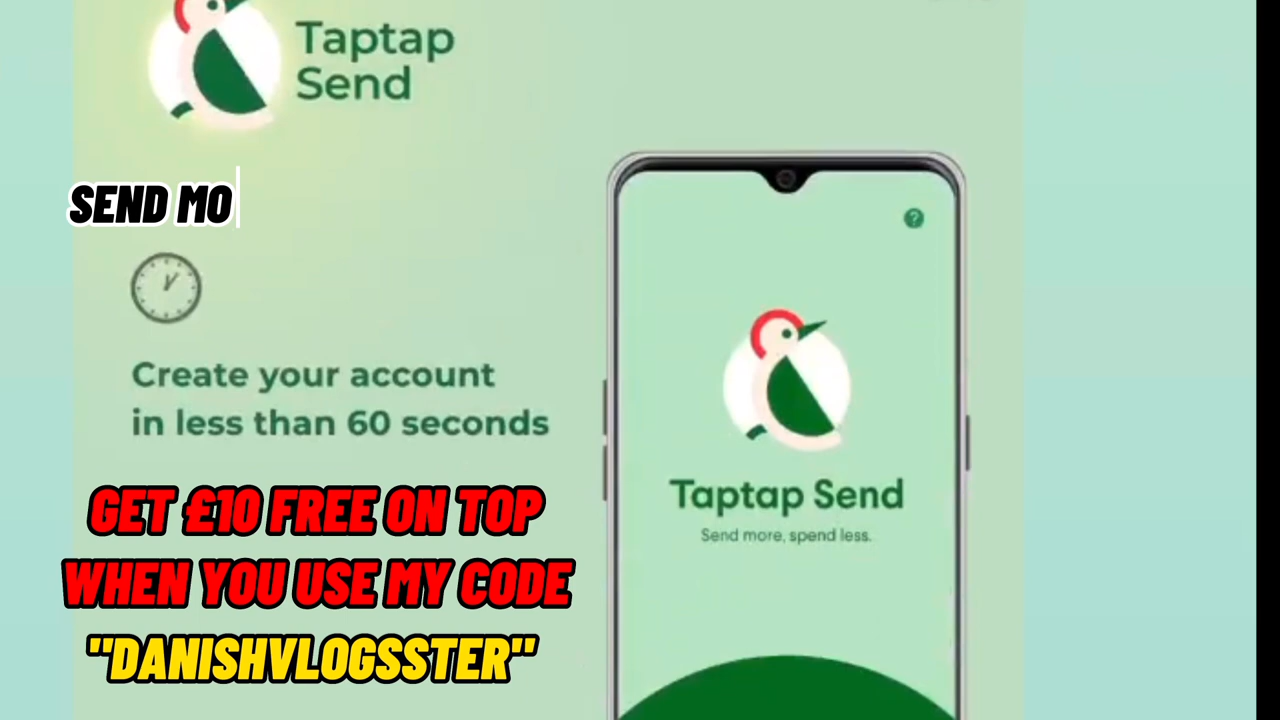 Taptap
Send
SEND MO
Create your account
in less than 60 seconds
GET £10 FREE ON TOP
WHEN YOU USE MY CODE
"DANISHVLOGSSTER"
?
Taptap Send
Send more, spend less.